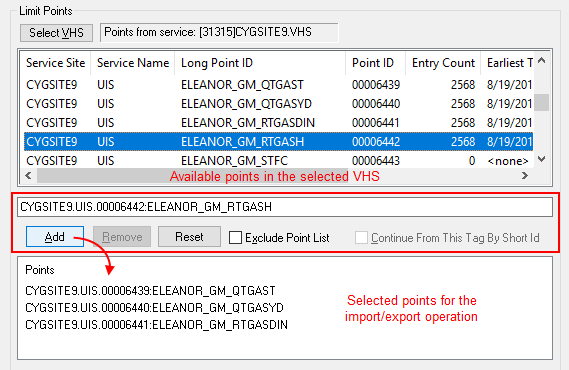 Limit Points
Select VHS
Points from service: [31315]CYGSITE9.VHS
Service Site Service Name Long Point ID Point ID Entry Count Earliest T
CYGSITE9 UIS ELEANOR_GM_QTGAST 00006439 2568 8/19/201
CYGSITE9 UIS ELEANOR_GM_QTGASYD 00006440 2568 8/19/201
CYGSITE9 UIS ELEANOR_GM_RTGASDIN 00006441 2568 8/19/201
CYGSITE9 UIS ELEANOR_GM_RTGASH 00006442 2568 8/19/201
CYGSITE9 UIS ELEANOR_GM_STFC 00006443 0 <none>
Available points in the selected VHS
CYGSITE9.UIS.00006442:ELEANOR_GM_RTGASH
Add Remove Reset Exclude Point List Continue From This Tag By Short Id
Points
CYGSITE9.UIS.00006439:ELEANOR_GM_QTGAST
CYGSITE9.UIS.00006440:ELEANOR_GM_QTGASYD
CYGSITE9.UIS.00006441:ELEANOR_GM_RTGASDIN
Selected points for the
import/export operation